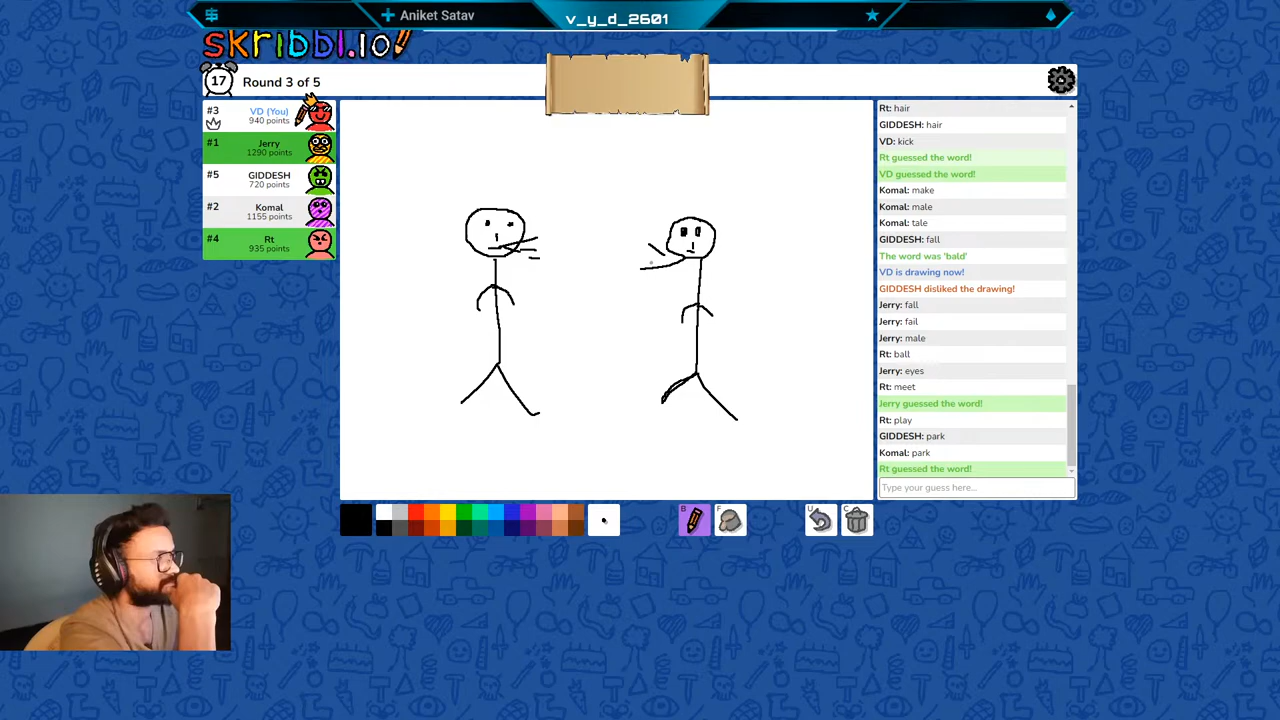 Aniket Satav
v_y_d_2601
skribbl.io
17
Round 3 of 5
#3
VD (You)
940 points
#1
Jerry
1290 points
#5
GIDDESH
720 points
#2
Komal
1155 points
#4
Rt
935 points
Rt: hair
GIDDESH: hair
VD: kick
Rt guessed the word!
VD guessed the word!
Komal: make
Komal: male
Komal: tale
GIDDESH: fall
The word was 'bald'
VD is drawing now!
GIDDESH disliked the drawing!
Jerry: fall
Jerry: fail
Jerry: male
Rt: ball
Jerry: eyes
Rt: meet
Jerry guessed the word!
Rt: play
GIDDESH: park
Komal: park
Rt guessed the word!
Type your guess here...
B
F
U
C